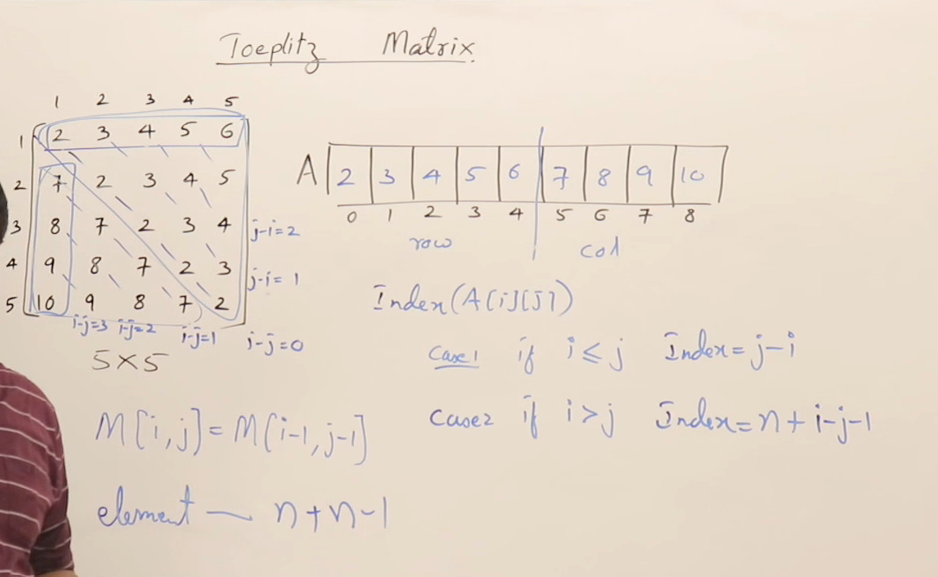 Toeplitz Matrix
1 2 3 4 5
1 2 3 4 5 6
2 7 2 3 4 5
3 8 7 2 3 4 j-i=2
4 9 8 7 2 3 j-i=1
5 10 9 8 7 2
i-j=3 i-j=2 i-j=1 i-j=0
5×5
M[i,j]=M[i-1,j-1]
element — n+n-1
A 2 3 4 5 6 7 8 9 10
0 1 2 3 4 5 6 7 8
row col
Index(A[i][j])
Case1 if i≤j Index=j-i
Case2 if i>j Index=n+i-j-1